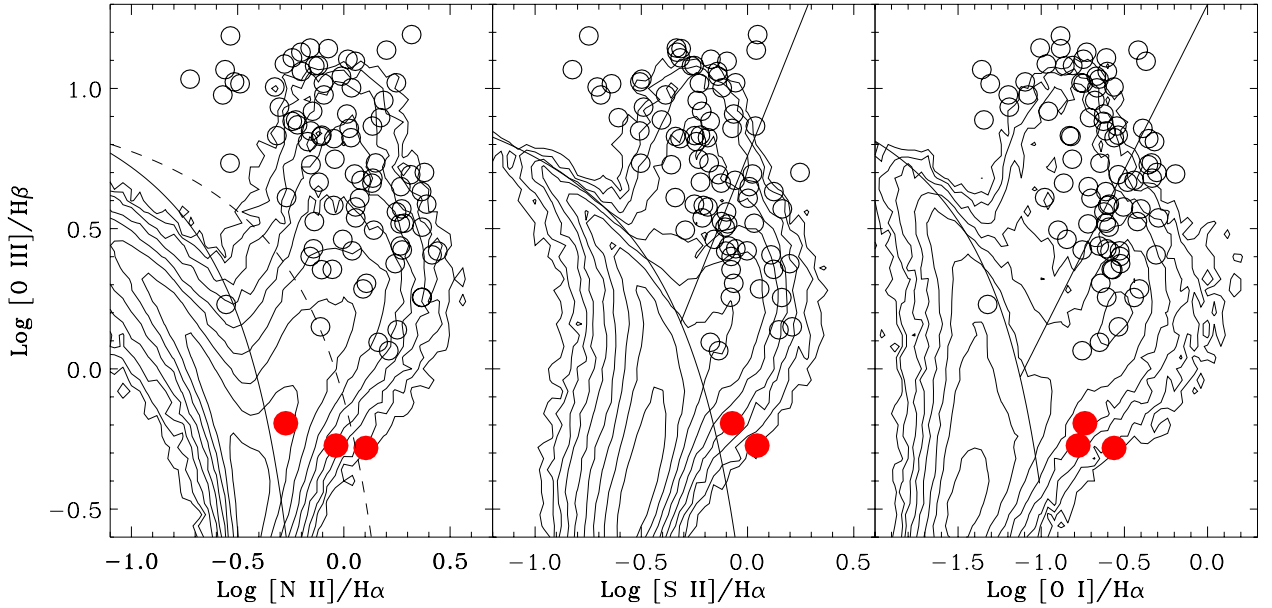 Log [O III]/Hβ
1.0
0.5
0.0
−0.5
−1.0 −0.5 0.0 0.5
−1.0 −0.5 0.0 0.5
−1.5 −1.0 −0.5 0.0
Log [N II]/Hα
Log [S II]/Hα
Log [O I]/Hα